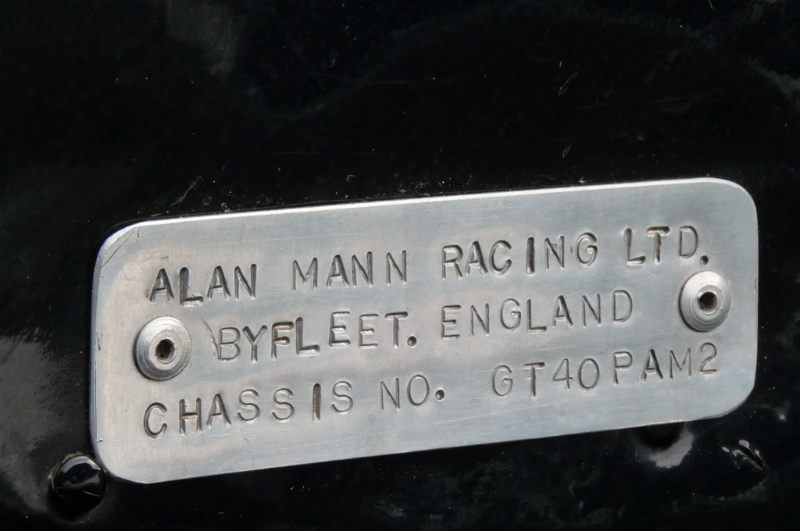 ALAN MANN RACING LTD.
BYFLEET. ENGLAND
CHASSIS NO. GT40PAM2